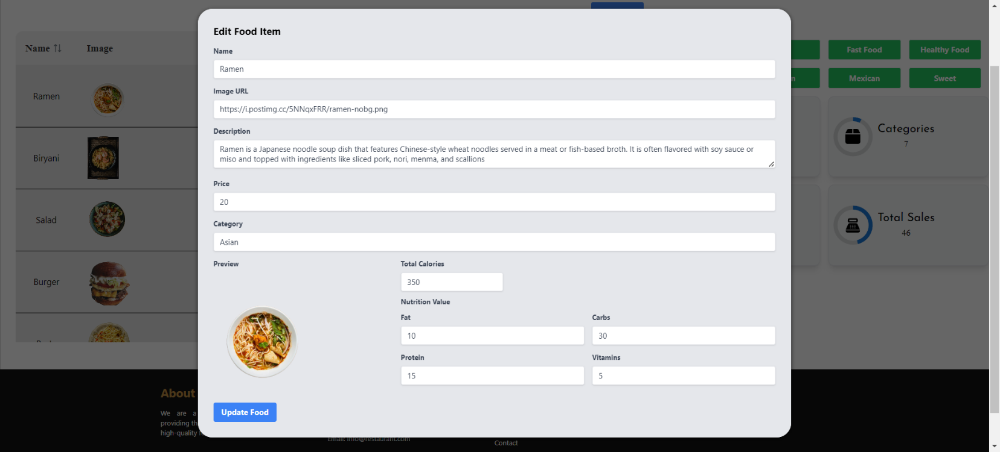 Edit Food Item
Name
Ramen
Image URL
https://i.postimg.cc/5NNqxFRR/ramen-nobg.png
Description
Ramen is a Japanese noodle soup dish that features Chinese-style wheat noodles served in a meat or fish-based broth. It is often flavored with soy sauce or
miso and topped with ingredients like sliced pork, nori, menma, and scallions
Price
20
Category
Asian
Preview
Total Calories
350
Nutrition Value
Fat
Carbs
10
30
Protein
Vitamins
15
5
Update Food
Name
Image
Ramen
Biryani
Salad
Burger
Fast Food
Healthy Food
Mexican
Sweet
Categories
7
Total Sales
46
About
We are a
providing
high-quality
Email: info@restaurant.com
Contact